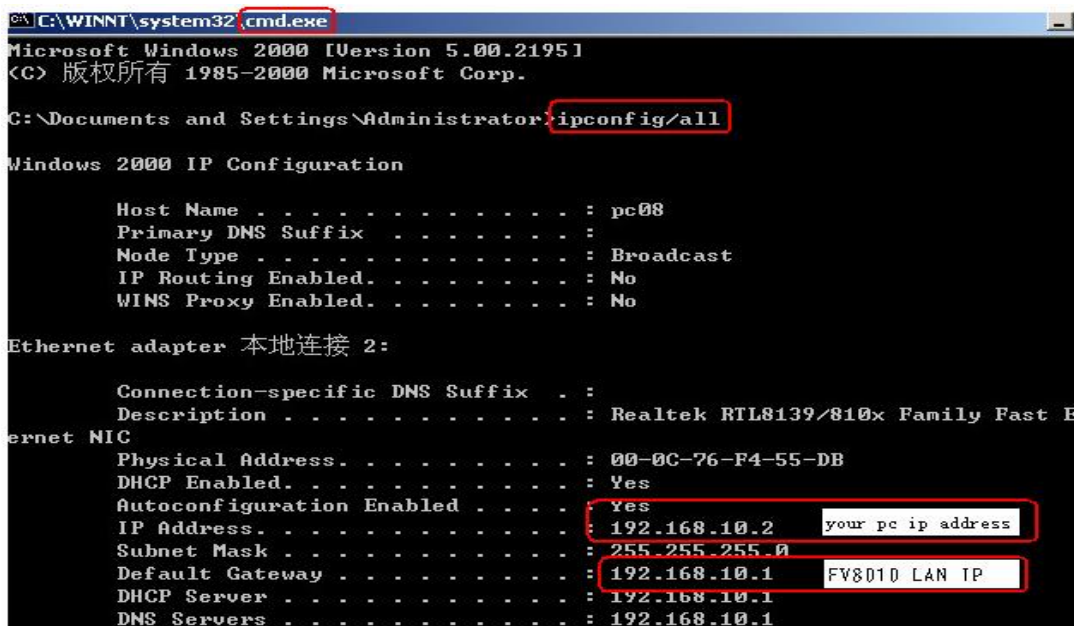 C:\WINNT\system32\cmd.exe
Microsoft Windows 2000 [Version 5.00.2195]
(C) 版权所有 1985-2000 Microsoft Corp.
C:\Documents and Settings\Administrator>ipconfig/all
Windows 2000 IP Configuration
Host Name . . . . . . . . . . . . : pc08
Primary DNS Suffix . . . . . . . :
Node Type . . . . . . . . . . . . : Broadcast
IP Routing Enabled. . . . . . . . : No
WINS Proxy Enabled. . . . . . . . : No
Ethernet adapter 本地连接 2:
Connection-specific DNS Suffix . :
Description . . . . . . . . . . . : Realtek RTL8139/810x Family Fast E
ernet NIC
Physical Address. . . . . . . . . : 00-0C-76-F4-55-DB
DHCP Enabled. . . . . . . . . . . : Yes
Autoconfiguration Enabled . . . . : Yes
IP Address. . . . . . . . . . . . : 192.168.10.2 your pc ip address
Subnet Mask . . . . . . . . . . . : 255.255.255.0
Default Gateway . . . . . . . . . : 192.168.10.1 FV8010 LAN IP
DHCP Server . . . . . . . . . . . : 192.168.10.1
DNS Servers . . . . . . . . . . . : 192.168.10.1